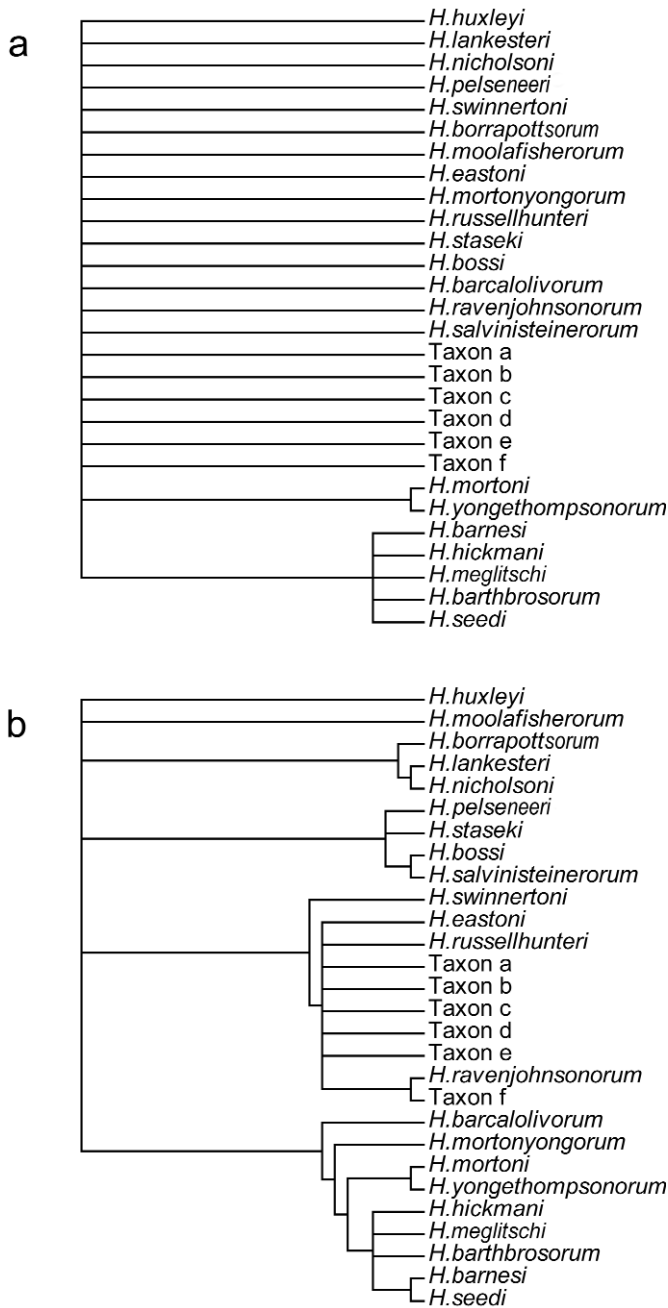 a
H.huxleyi
H.lankesteri
H.nicholsoni
H.pelseneeri
H.swinnertoni
H.borrapottsorum
H.moolafisherorum
H.eastoni
H.mortonyongorum
H.russellhunteri
H.staseki
H.bossi
H.barcalolivorum
H.ravenjohnsonorum
H.salvinisteinerorum
Taxon a
Taxon b
Taxon c
Taxon d
Taxon e
Taxon f
H.mortoni
H.yongethompsonorum
H.barnesi
H.hickmani
H.meglitschi
H.barthbrosorum
H.seedi
b
H.huxleyi
H.moolafisherorum
H.borrapottsorum
H.lankesteri
H.nicholsoni
H.pelseneeri
H.staseki
H.bossi
H.salvinisteinerorum
H.swinnertoni
H.eastoni
H.russellhunteri
Taxon a
Taxon b
Taxon c
Taxon d
Taxon e
H.ravenjohnsonorum
Taxon f
H.barcalolivorum
H.mortonyongorum
H.mortoni
H.yongethompsonorum
H.hickmani
H.meglitschi
H.barthbrosorum
H.barnesi
H.seedi